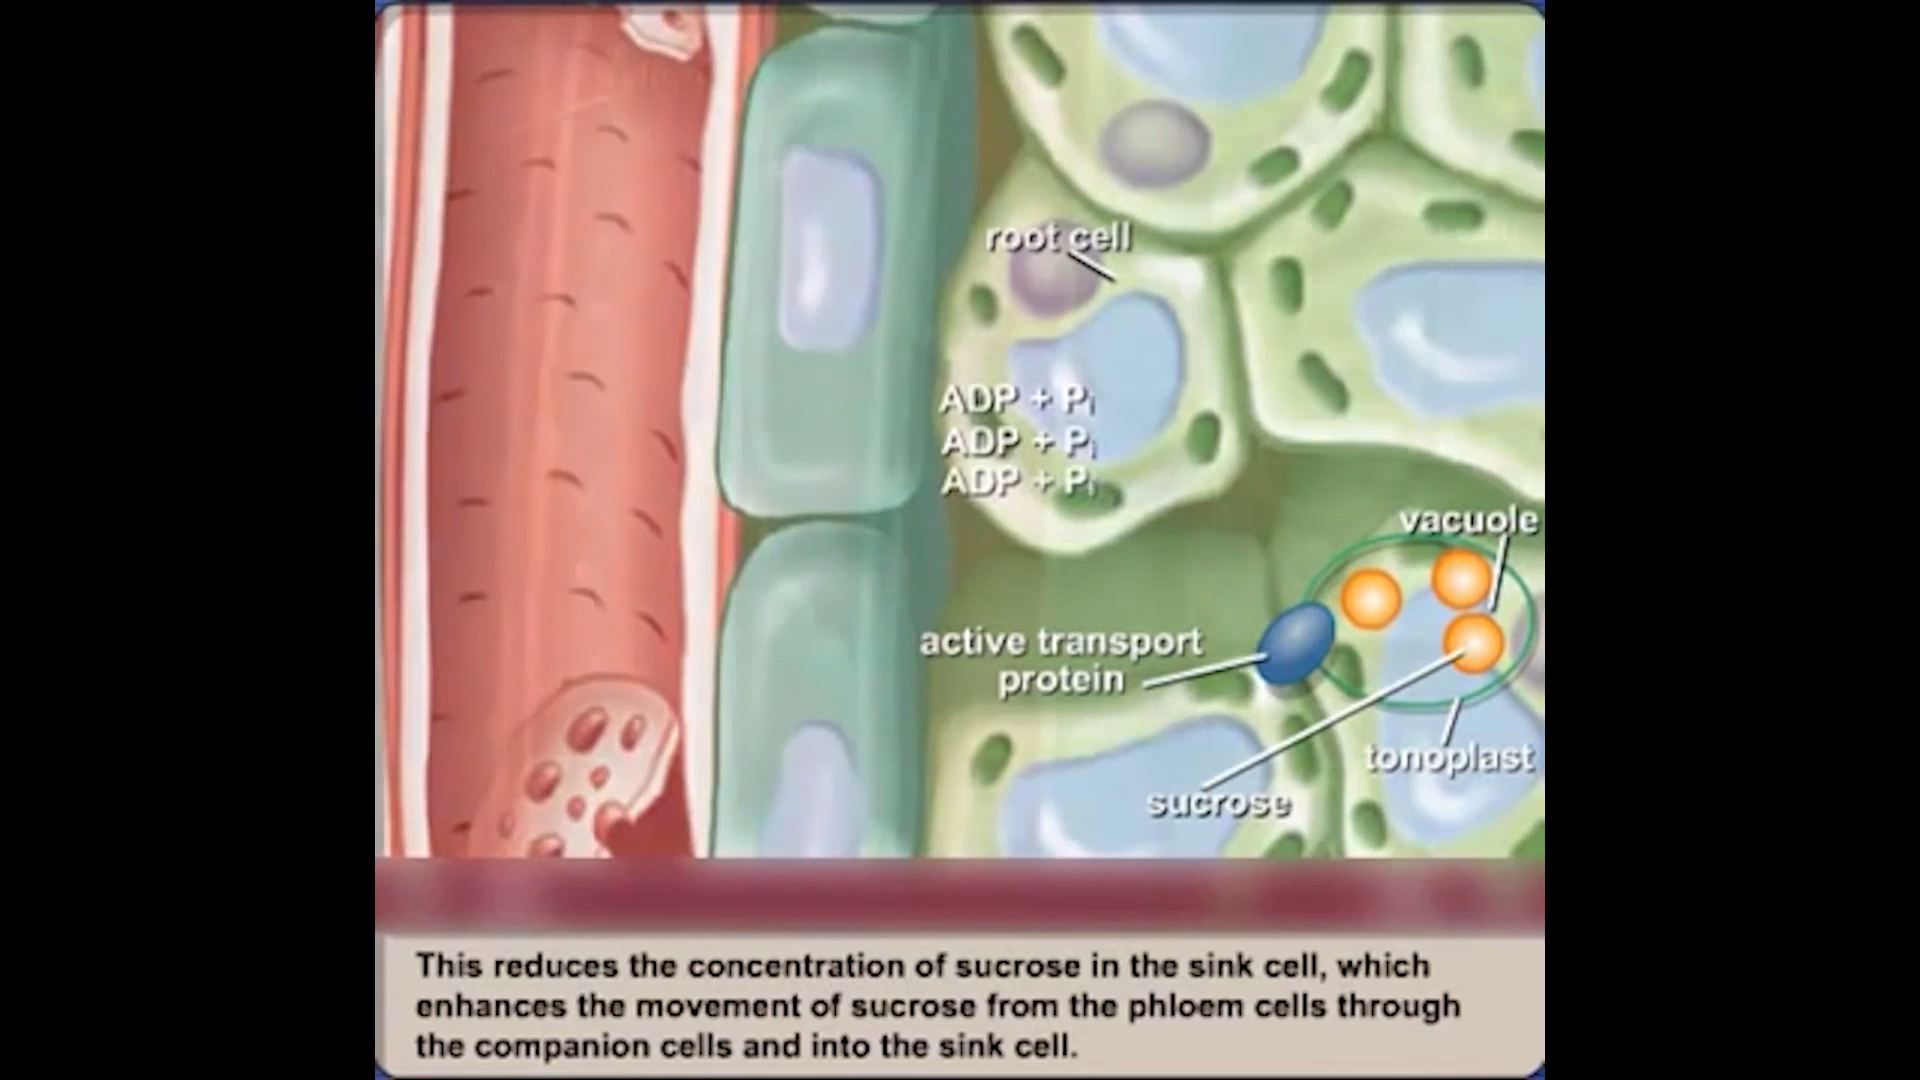 root cell
ADP + Pi
ADP + Pi
ADP + Pi
vacuole
active transport
protein
tonoplast
sucrose
This reduces the concentration of sucrose in the sink cell, which
enhances the movement of sucrose from the phloem cells through
the companion cells and into the sink cell.